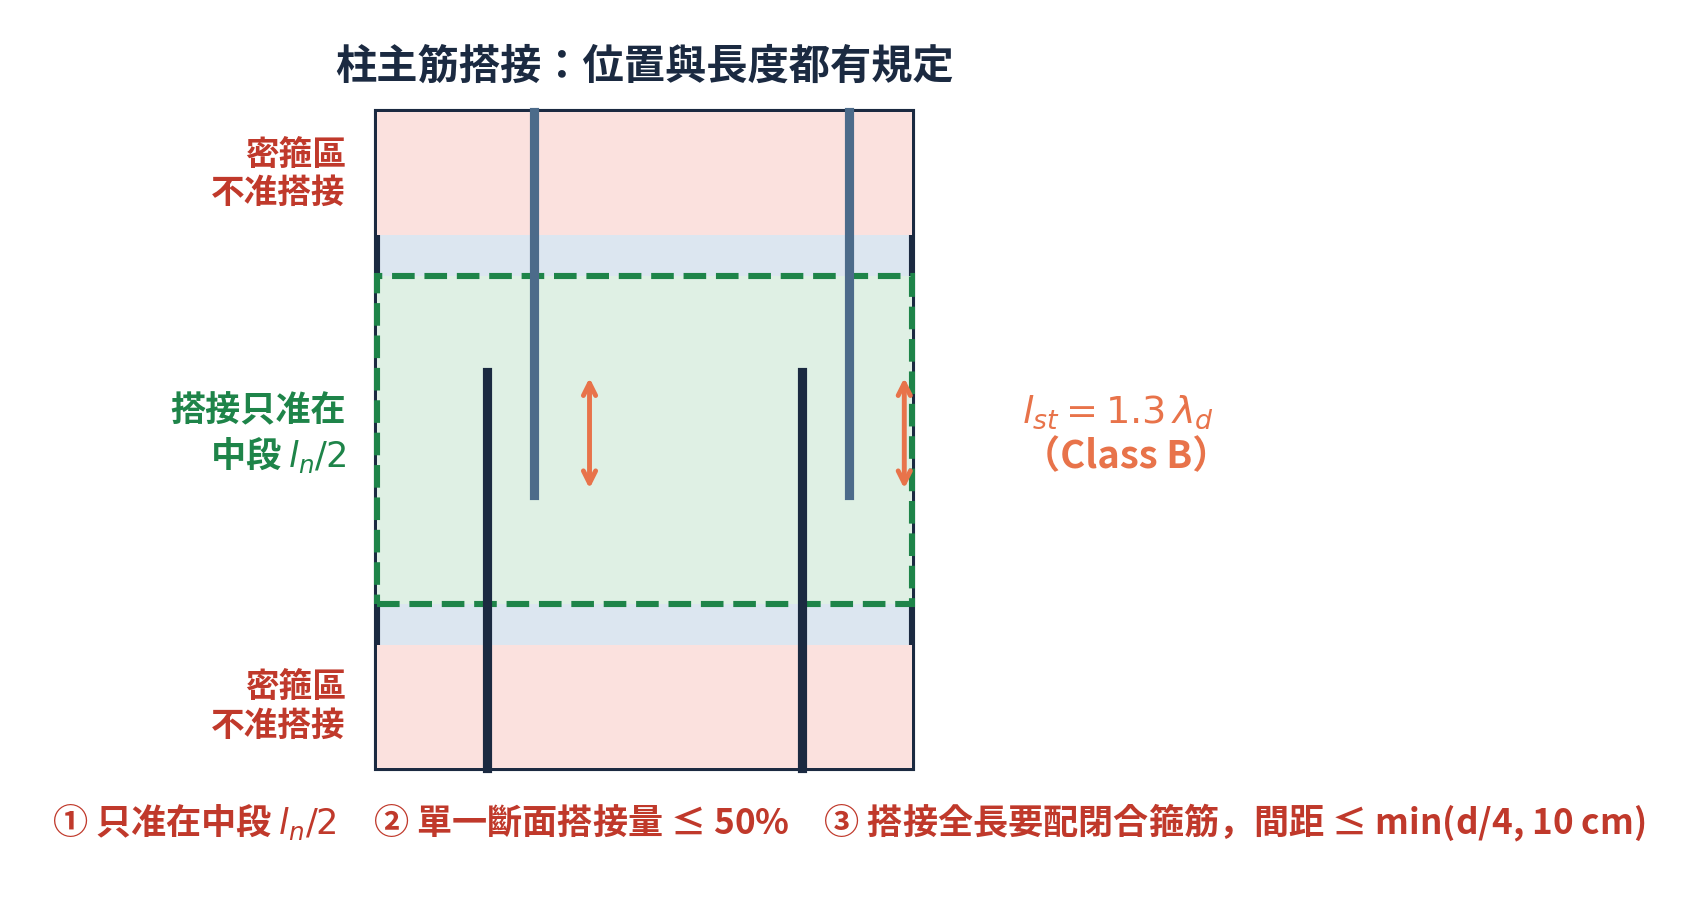 柱主筋搭接：位置與長度都有規定
密箍區
不准搭接
搭接只准在
中段 lₙ/2
l_st = 1.3 λ_d
（Class B）
密箍區
不准搭接
① 只准在中段 lₙ/2 ② 單一斷面搭接量 ≤ 50% ③ 搭接全長要配閉合箍筋，間距 ≤ min(d/4, 10 cm)